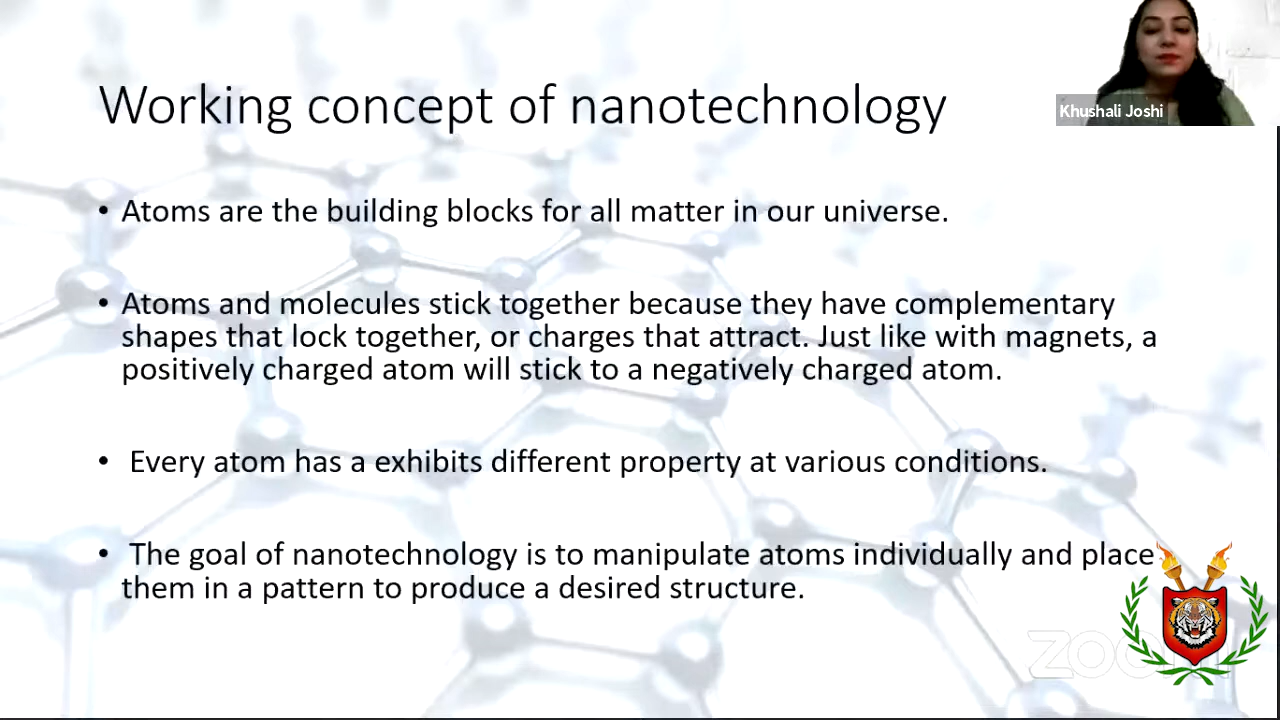 Working concept of nanotechnology
Khushali Joshi
• Atoms are the building blocks for all matter in our universe.
• Atoms and molecules stick together because they have complementary
shapes that lock together, or charges that attract. Just like with magnets, a
positively charged atom will stick to a negatively charged atom.
• Every atom has a exhibits different property at various conditions.
• The goal of nanotechnology is to manipulate atoms individually and place
them in a pattern to produce a desired structure.
zoom